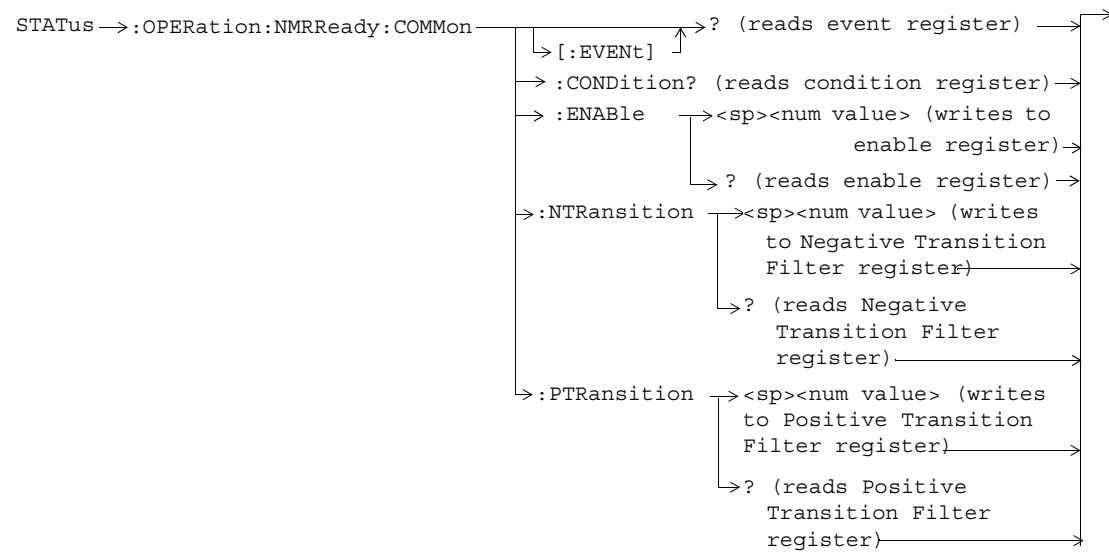 STATus :OPERation:NMRReady:COMMon ? (reads event register)
[:EVENt]
:CONDition? (reads condition register)
:ENABle <sp><num value> (writes to
enable register)
? (reads enable register)
:NTRansition <sp><num value> (writes
to Negative Transition
Filter register)
? (reads Negative
Transition Filter
register)
:PTRansition <sp><num value> (writes
to Positive Transition
Filter register)
? (reads Positive
Transition Filter
register)